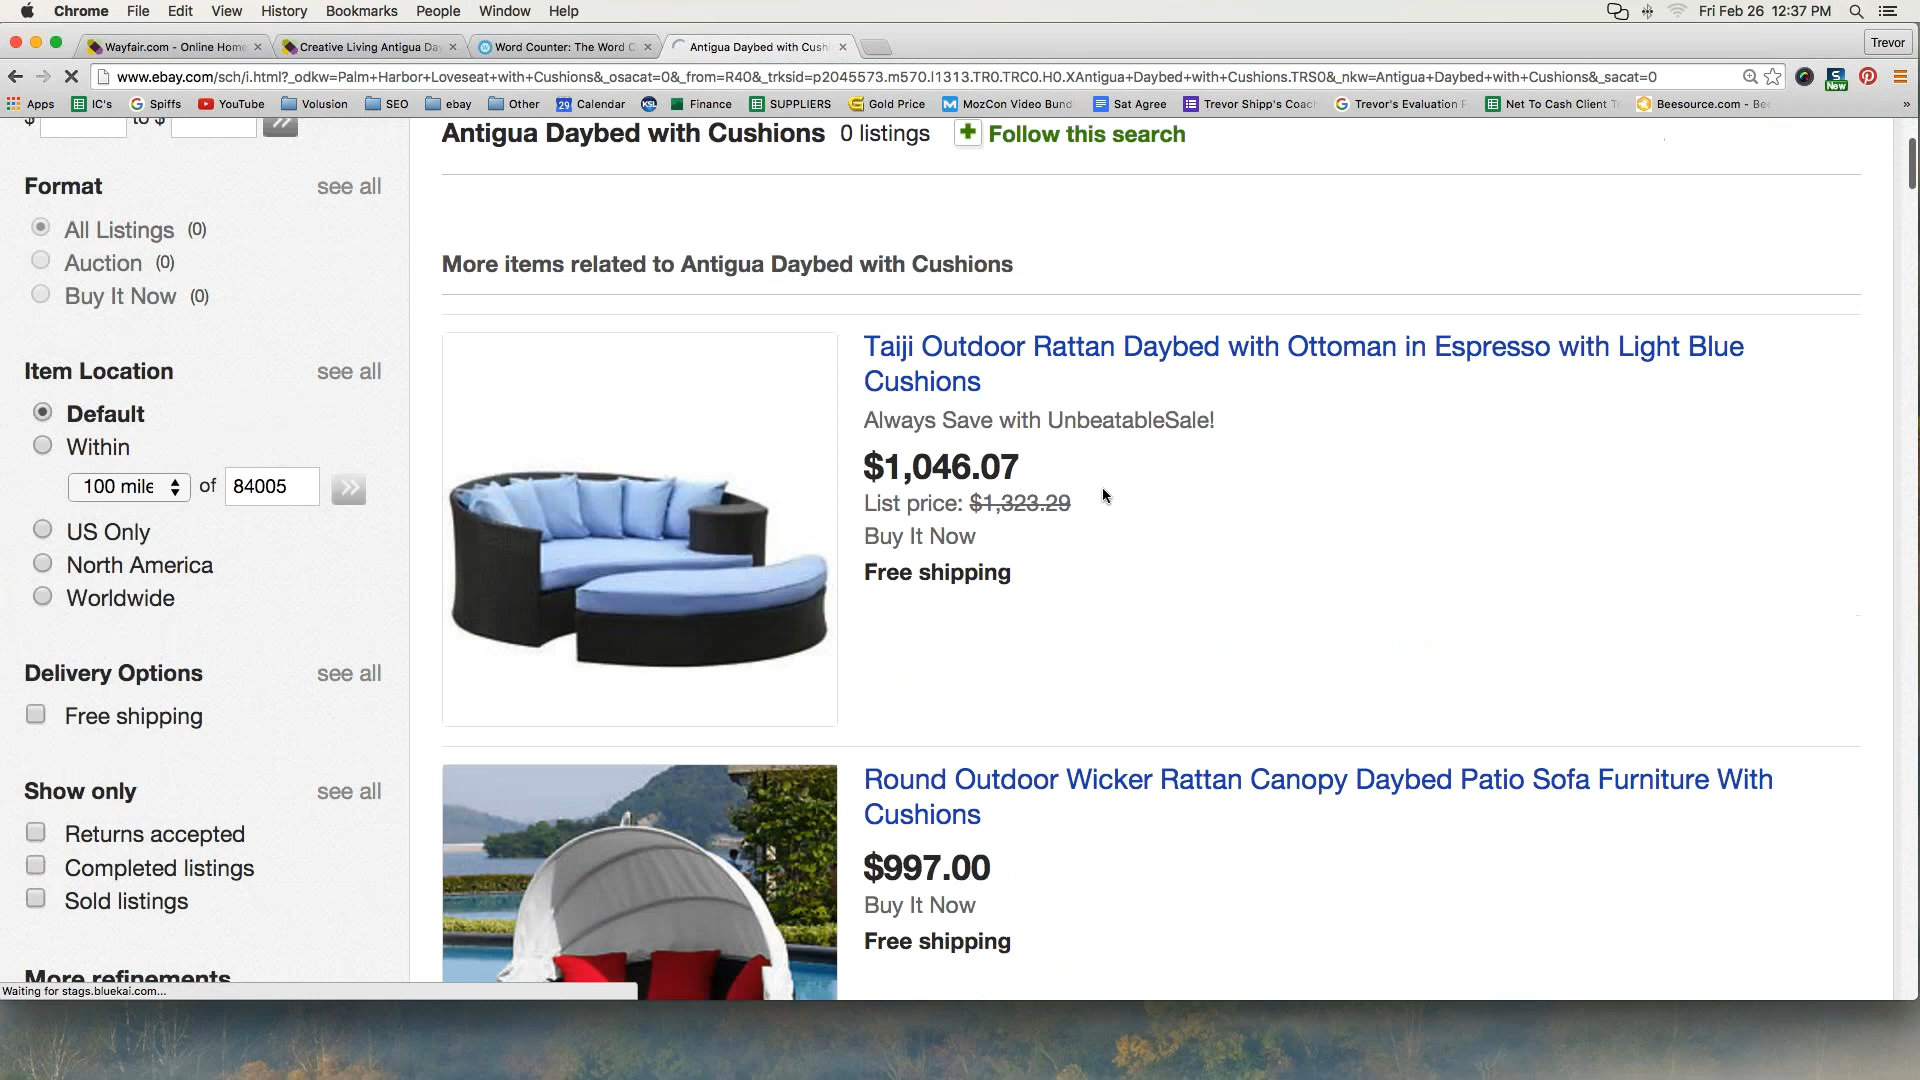 Chrome File Edit View History Bookmarks People Window Help Fri Feb 26 12:37 PM
Wayfair.com - Online Home Creative Living Antigua Day Word Counter: The Word C Antigua Daybed with Cush Trevor
www.ebay.com/sch/i.html?_odkw=Palm+Harbor+Loveseat+with+Cushions&_osacat=0&_from=R40&_trksid=p2045573.m570.l1313.TR0.TRC0.H0.XAntigua+Daybed+with+Cushions.TRS0&_nkw=Antigua+Daybed+with+Cushions&_sacat=0
New
Apps IC's Spiffs YouTube Volusion SEO ebay Other 29 Calendar KSL Finance SUPPLIERS Gold Price MozCon Video Bund Sat Agree Trevor Shipp's Coac Trevor's Evaluation F Net To Cash Client T Beesource.com - Bee »
$ to $
Format see all
All Listings (0)
Auction (0)
Buy It Now (0)
Item Location see all
Default
Within
100 mile of 84005
US Only
North America
Worldwide
Delivery Options see all
Free shipping
Show only see all
Returns accepted
Completed listings
Sold listings
More refinements
Waiting for stags.bluekai.com...
Antigua Daybed with Cushions 0 listings Follow this search
More items related to Antigua Daybed with Cushions
Taiji Outdoor Rattan Daybed with Ottoman in Espresso with Light Blue
Cushions
Always Save with UnbeatableSale!
$1,046.07
List price: $1,323.29
Buy It Now
Free shipping
Round Outdoor Wicker Rattan Canopy Daybed Patio Sofa Furniture With
Cushions
$997.00
Buy It Now
Free shipping